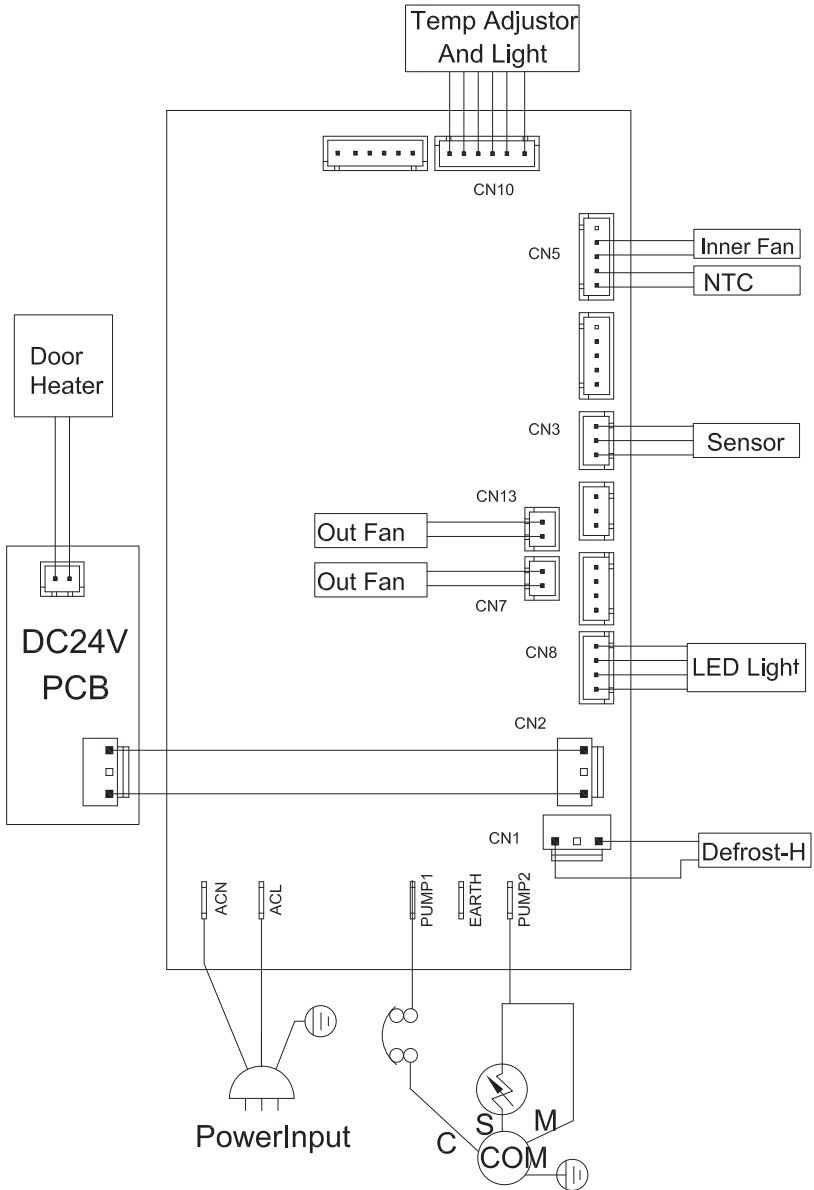 Temp Adjustor
And Light
CN10
CN5
Inner Fan
NTC
Door
Heater
CN3
Sensor
CN13
Out Fan
Out Fan
CN7
DC24V
PCB
CN8
LED Light
CN2
CN1
Defrost-H
ACN
ACL
PUMP1
EARTH
PUMP2
PowerInput
C
S
M
COM